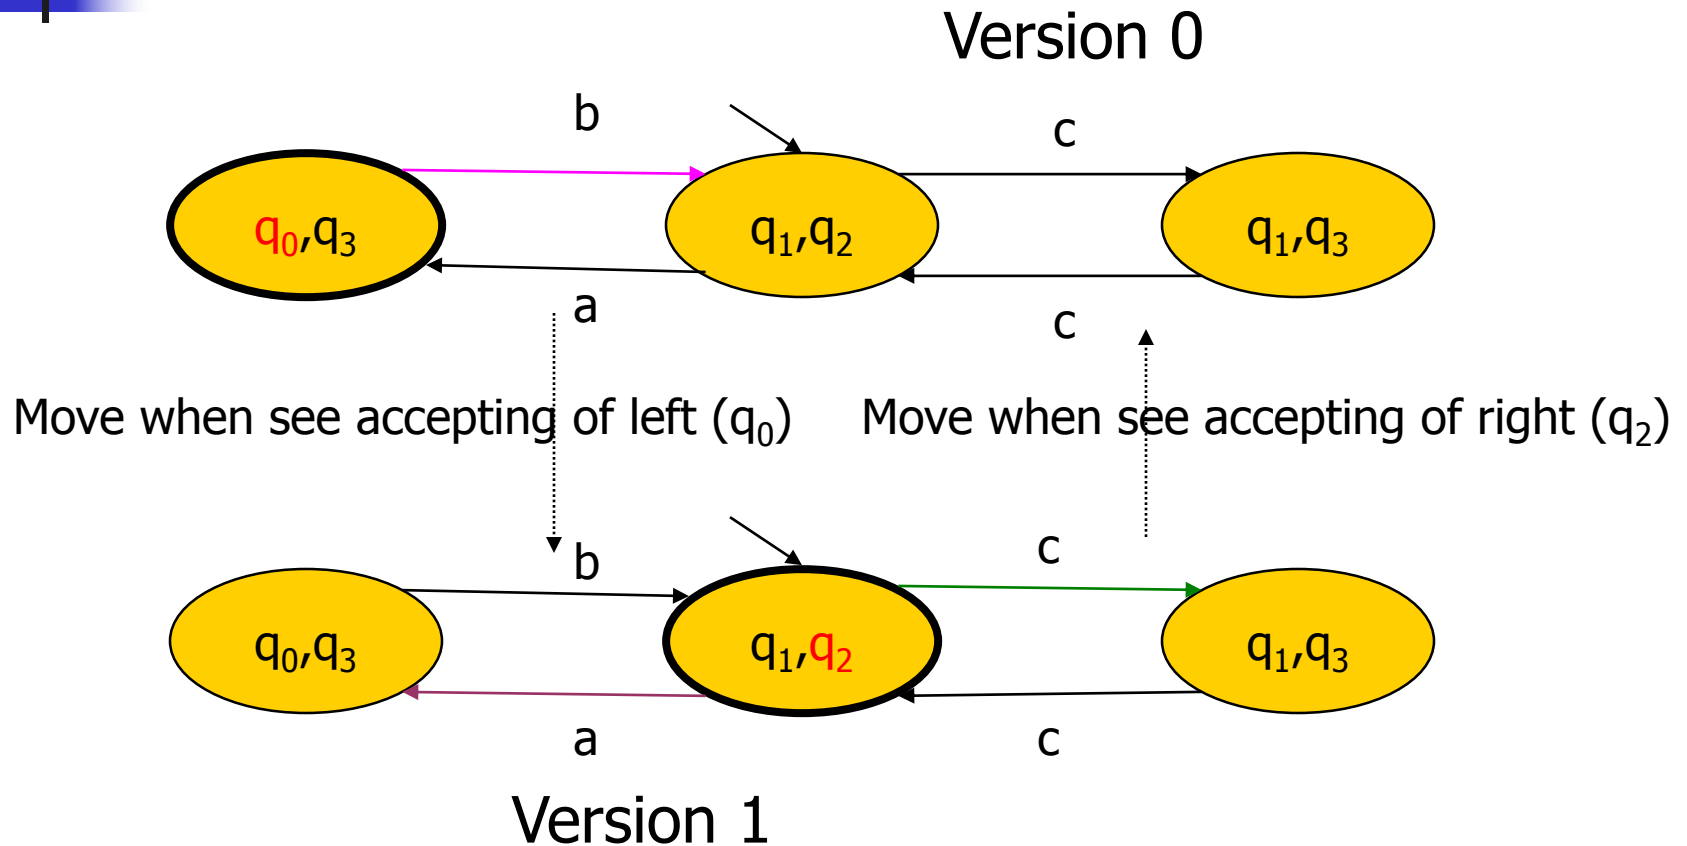 Version 0
b
c
q₀,q₃
q₁,q₂
q₁,q₃
a
c
Move when see accepting of left (q₀)
Move when see accepting of right (q₂)
b
c
q₀,q₃
q₁,q₂
q₁,q₃
a
c
Version 1